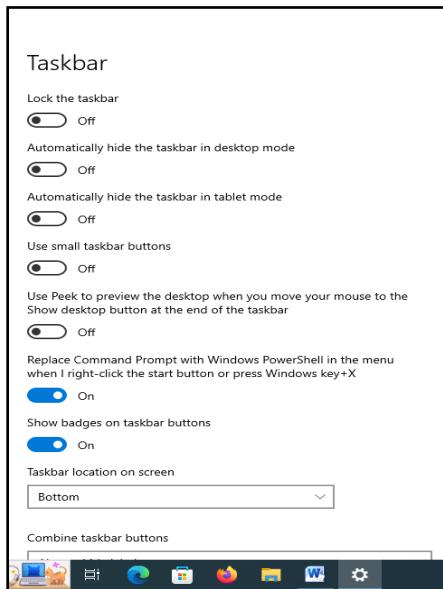 Taskbar
Lock the taskbar
Off
Automatically hide the taskbar in desktop mode
Off
Automatically hide the taskbar in tablet mode
Off
Use small taskbar buttons
Off
Use Peek to preview the desktop when you move your mouse to the
Show desktop button at the end of the taskbar
Off
Replace Command Prompt with Windows PowerShell in the menu
when I right-click the start button or press Windows key+X
On
Show badges on taskbar buttons
On
Taskbar location on screen
Bottom
Combine taskbar buttons
W